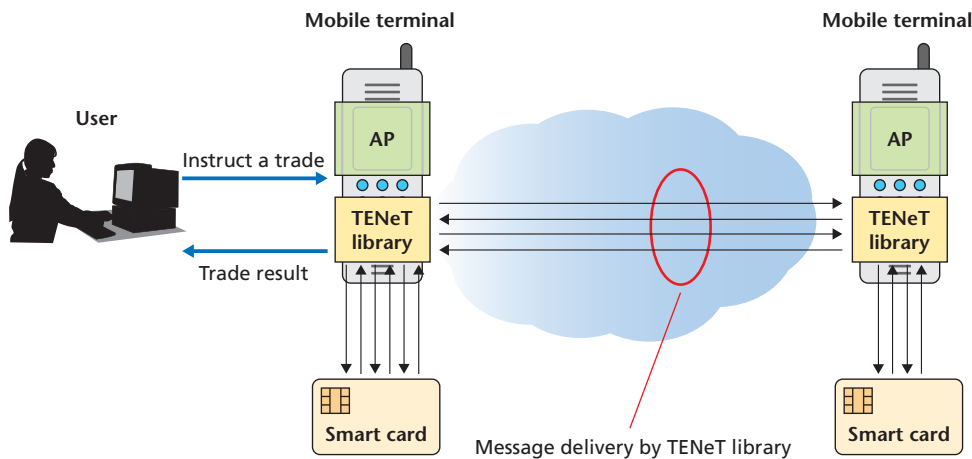 Mobile terminal
Mobile terminal
User
AP
AP
Instruct a trade
TENeT
library
TENeT
library
Trade result
Smart card
Smart card
Message delivery by TENeT library